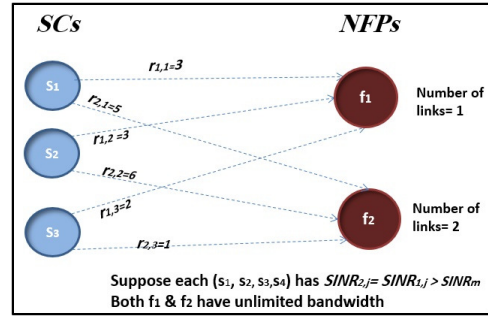 SCs NFPs
r1,1=3
S1 f1
r2,1=5
Number of
links= 1
r1,2 =3
S2
r2,2=6
r1,3=2
S3 f2
Number of
links= 2
r2,3=1
Suppose each (s1, s2, s3,s4) has SINR2,j= SINR1,j > SINRm
Both f1 & f2 have unlimited bandwidth